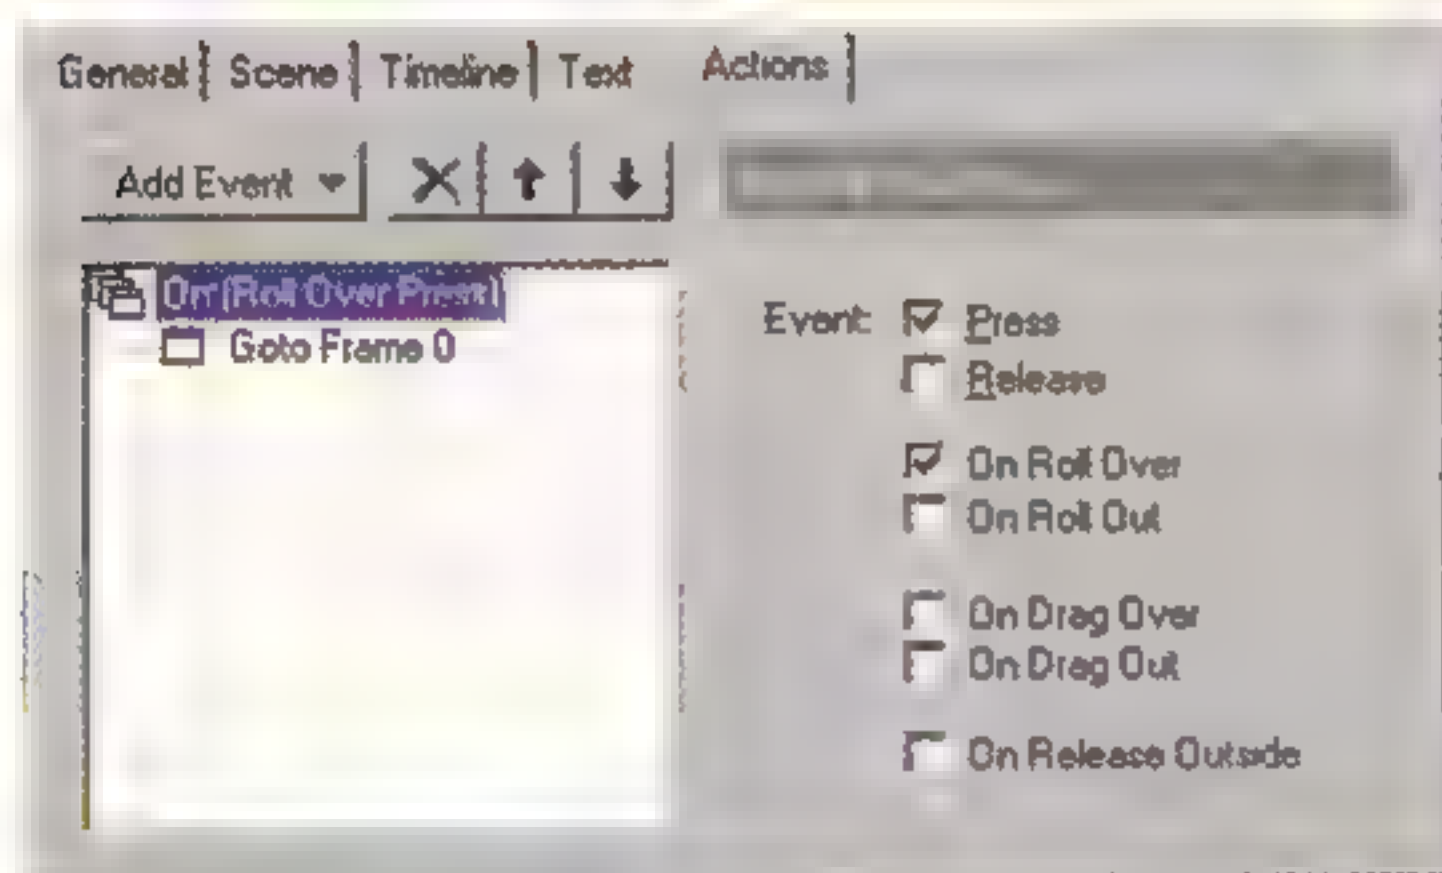 General Scene Timeline Text Actions
Add Event
On (Roll Over Press)
Goto Frame 0
Event: Press
Release
On Roll Over
On Roll Out
On Drag Over
On Drag Out
On Release Outside